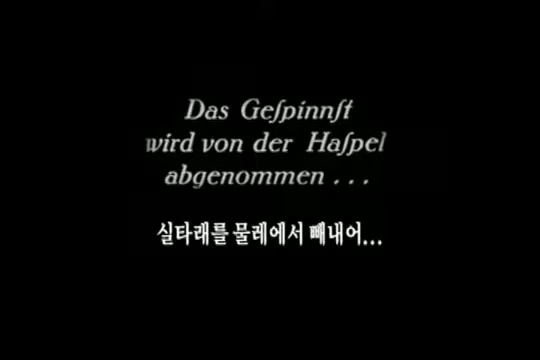 Das Geſpinnſt
wird von der Haſpel
abgenommen . . .
실타래를 물레에서 빼내어...